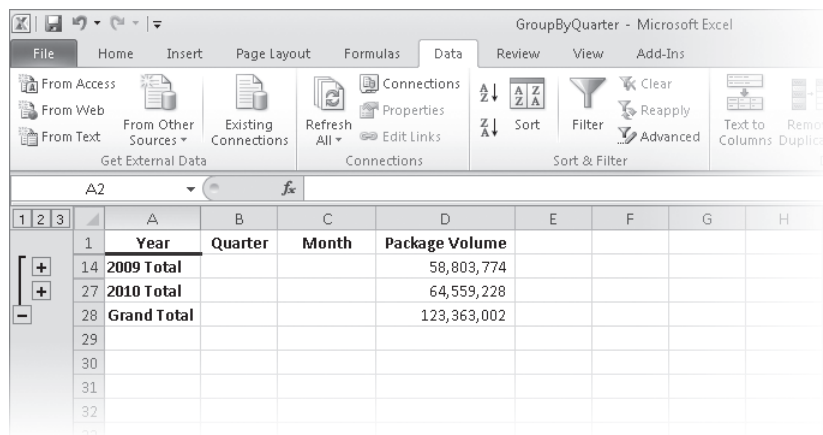 GroupByQuarter - Microsoft Excel
File Home Insert Page Layout Formulas Data Review View Add-Ins
From Access
From Web
From Text
From Other
Sources
Existing
Connections
Get External Data
Refresh
All
Connections
Properties
Edit Links
Connections
A
Z
Z
A
Sort
Filter
Clear
Reapply
Advanced
Sort & Filter
Text to
Columns
Remo
Duplic
A2
fx
1 2 3
A B C D E F G H
1 Year Quarter Month Package Volume
14 2009 Total 58,803,774
27 2010 Total 64,559,228
28 Grand Total 123,363,002
29
30
31
32